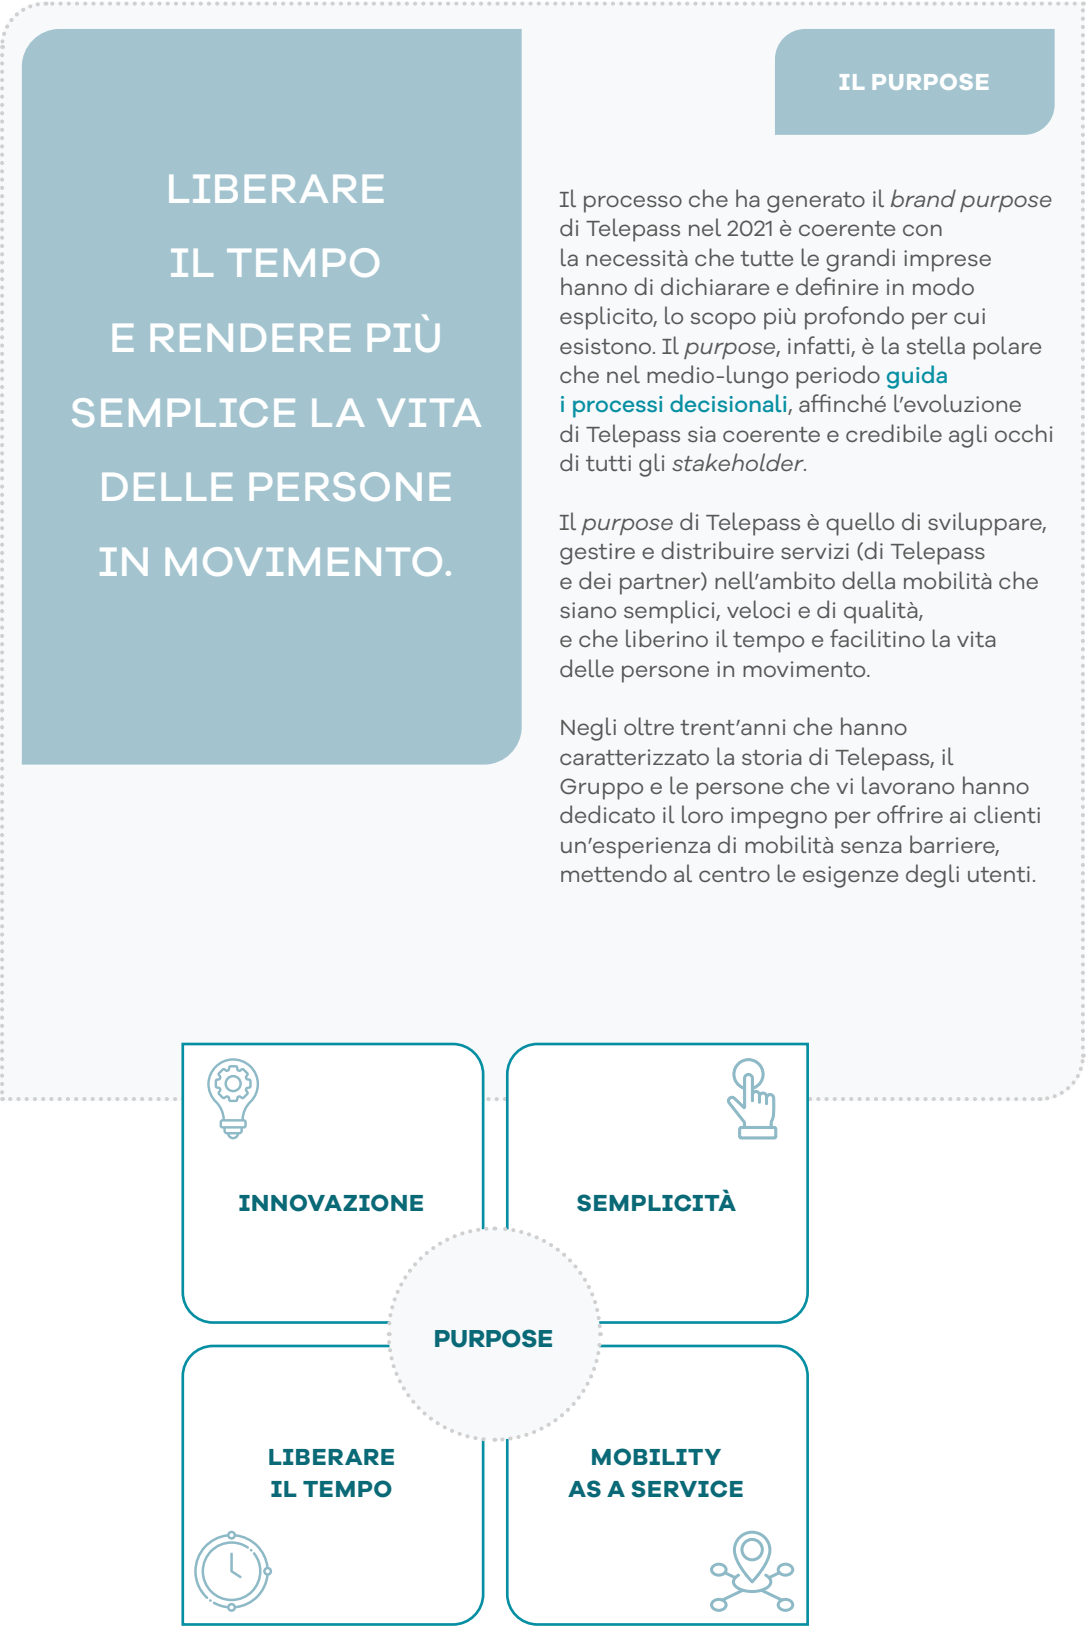 LIBERARE
IL TEMPO
E RENDERE PIÙ
SEMPLICE LA VITA
DELLE PERSONE
IN MOVIMENTO.
IL PURPOSE
Il processo che ha generato il brand purpose
di Telepass nel 2021 è coerente con
la necessità che tutte le grandi imprese
hanno di dichiarare e definire in modo
esplicito, lo scopo più profondo per cui
esistono. Il purpose, infatti, è la stella polare
che nel medio-lungo periodo guida
i processi decisionali, affinché l’evoluzione
di Telepass sia coerente e credibile agli occhi
di tutti gli stakeholder.
Il purpose di Telepass è quello di sviluppare,
gestire e distribuire servizi (di Telepass
e dei partner) nell’ambito della mobilità che
siano semplici, veloci e di qualità,
e che liberino il tempo e facilitino la vita
delle persone in movimento.
Negli oltre trent’anni che hanno
caratterizzato la storia di Telepass, il
Gruppo e le persone che vi lavorano hanno
dedicato il loro impegno per offrire ai clienti
un’esperienza di mobilità senza barriere,
mettendo al centro le esigenze degli utenti.
INNOVAZIONE
SEMPLICITÀ
PURPOSE
LIBERARE
IL TEMPO
MOBILITY
AS A SERVICE